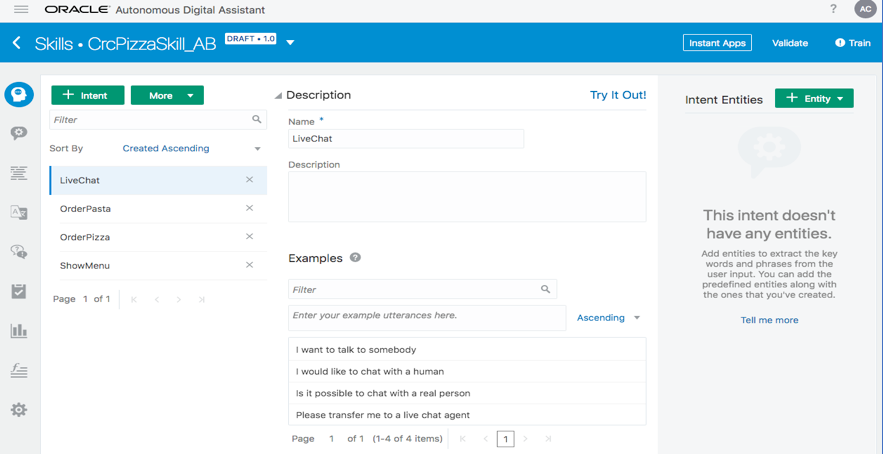 ORACLE Autonomous Digital Assistant
? AC
Skills • CrcPizzaSkill_AB DRAFT • 1.0
Instant Apps Validate Train
+ Intent
More
Filter
Sort By Created Ascending
LiveChat
OrderPasta
OrderPizza
ShowMenu
Page 1 of 1
Description
Try It Out!
Name *
LiveChat
Description
Examples ?
Filter
Enter your example utterances here.
Ascending
I want to talk to somebody
I would like to chat with a human
Is it possible to chat with a real person
Please transfer me to a live chat agent
Page 1 of 1 (1-4 of 4 items) 1
Intent Entities
+ Entity
This intent doesn't
have any entities.
Add entities to extract the key
words and phrases from the
user input. You can add the
predefined entities along with
the ones that you've created.
Tell me more